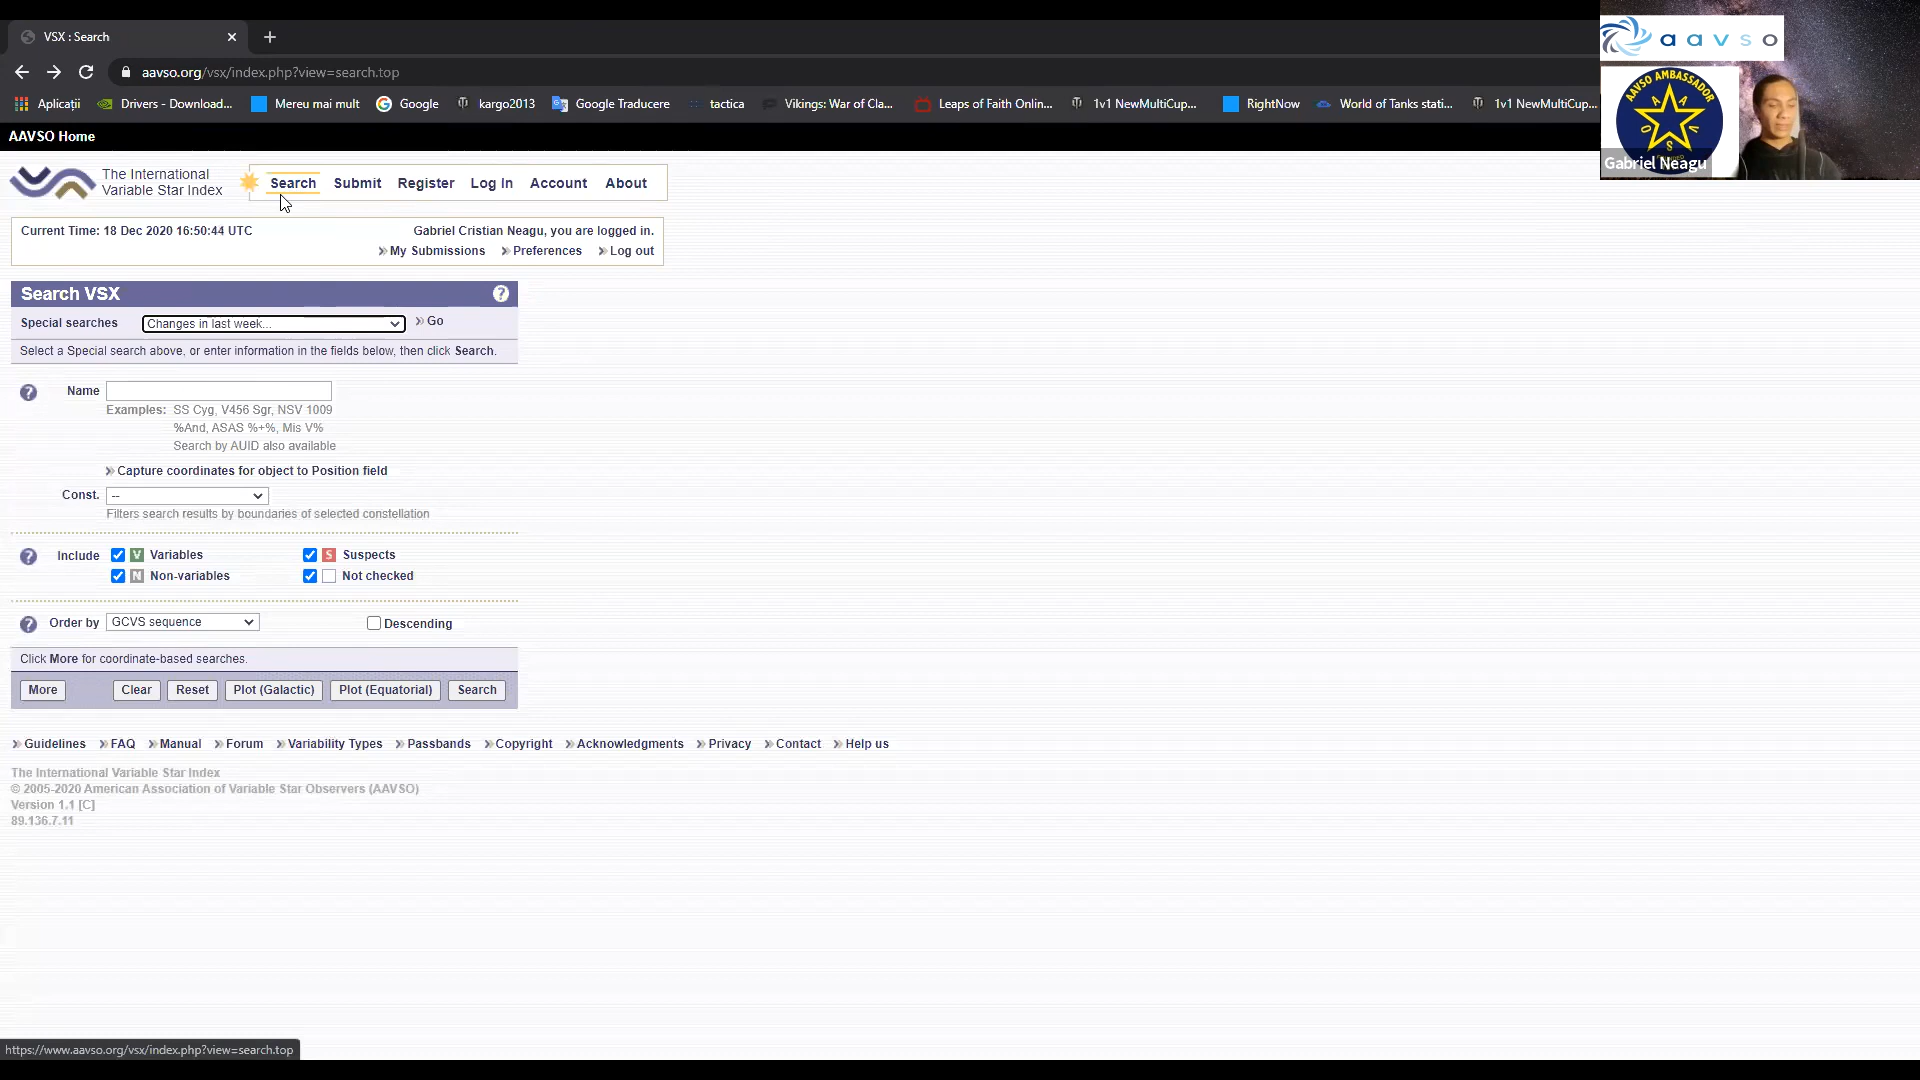 VSX : Search
aavso.org/vsx/index.php?view=search.top
Aplicații Drivers - Download... Mereu mai mult Google kargo2013 Google Traducere tactica Vikings: War of Cla... Leaps of Faith Onlin... 1v1 NewMultiCup... RightNow World of Tanks stati... 1v1 NewMultiCup...
aavso
AAVSO AMBASSADOR
A A V S O
Gabriel Neagu
AAVSO Home
The International
Variable Star Index
Search Submit Register Log In Account About
Current Time: 18 Dec 2020 16:50:44 UTC Gabriel Cristian Neagu, you are logged in.
My Submissions Preferences Log out
Search VSX ?
Special searches Changes in last week... Go
Select a Special search above, or enter information in the fields below, then click Search.
? Name
Examples: SS Cyg, V456 Sgr, NSV 1009
%And, ASAS %+%, Mis V%
Search by AUID also available
Capture coordinates for object to Position field
Const. --
Filters search results by boundaries of selected constellation
? Include V Variables S Suspects
N Non-variables Not checked
? Order by GCVS sequence Descending
Click More for coordinate-based searches.
More Clear Reset Plot (Galactic) Plot (Equatorial) Search
Guidelines FAQ Manual Forum Variability Types Passbands Copyright Acknowledgments Privacy Contact Help us
The International Variable Star Index
© 2005-2020 American Association of Variable Star Observers (AAVSO)
Version 1.1 [C]
89.136.7.11
https://www.aavso.org/vsx/index.php?view=search.top